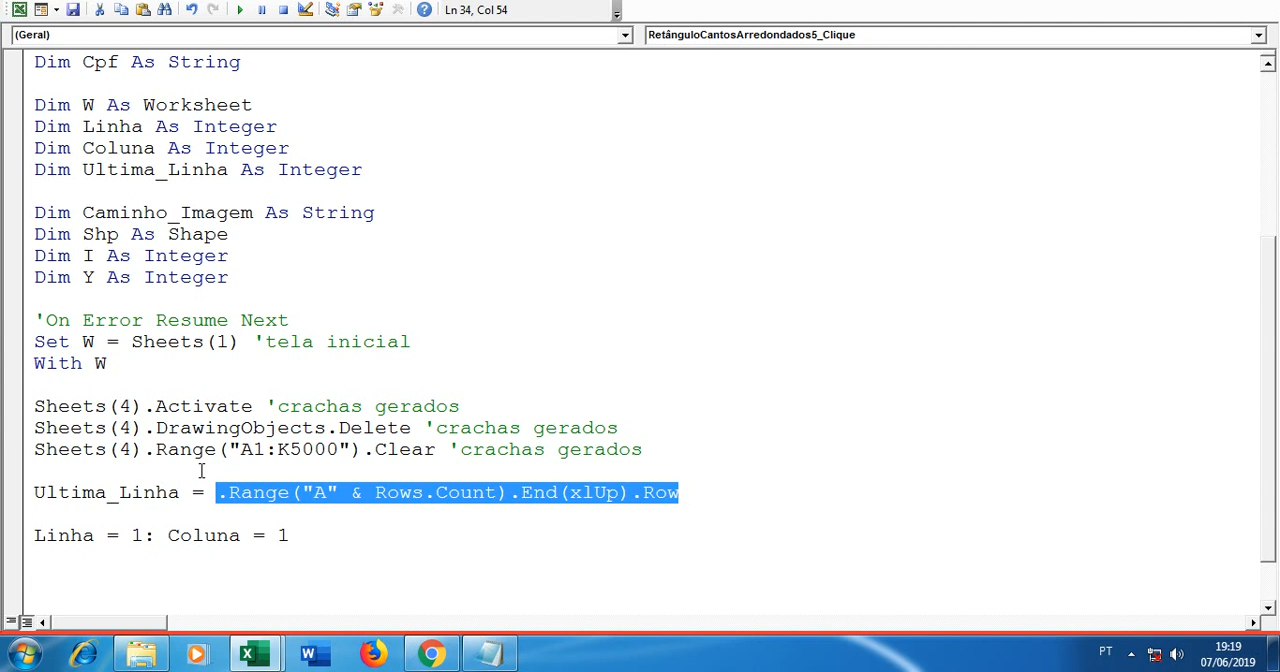 Ln 34, Col 54
(Geral)
RetânguloCantosArredondados5_Clique
Dim Cpf As String
Dim W As Worksheet
Dim Linha As Integer
Dim Coluna As Integer
Dim Ultima_Linha As Integer
Dim Caminho_Imagem As String
Dim Shp As Shape
Dim I As Integer
Dim Y As Integer
'On Error Resume Next
Set W = Sheets(1) 'tela inicial
With W
Sheets(4).Activate 'crachas gerados
Sheets(4).DrawingObjects.Delete 'crachas gerados
Sheets(4).Range("A1:K5000").Clear 'crachas gerados
Ultima_Linha = .Range("A" & Rows.Count).End(xlUp).Row
Linha = 1: Coluna = 1
PT
19:19
07/06/2019